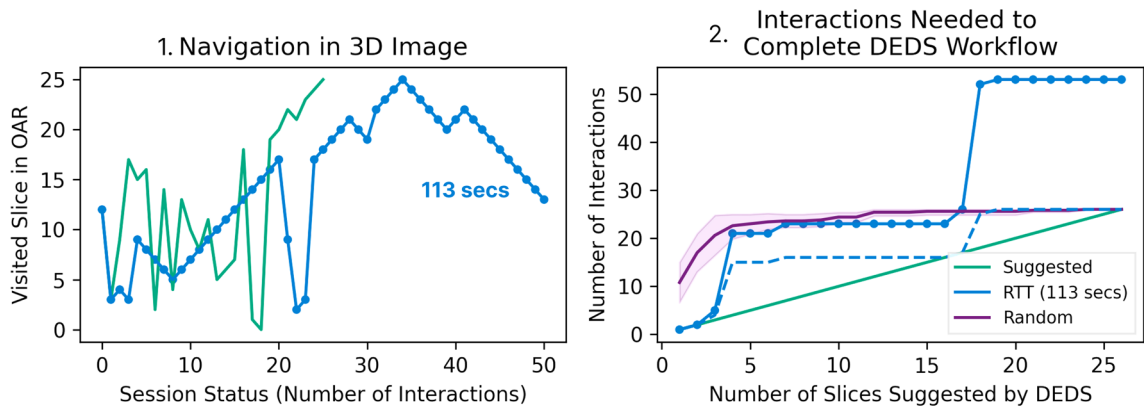 1. Navigation in 3D Image
Visited Slice in OAR
25
20
15
10
5
0
113 secs
0 10 20 30 40 50
Session Status (Number of Interactions)
2. Interactions Needed to
Complete DEDS Workflow
Number of Interactions
50
40
30
20
10
0
Suggested
RTT (113 secs)
Random
0 5 10 15 20 25
Number of Slices Suggested by DEDS